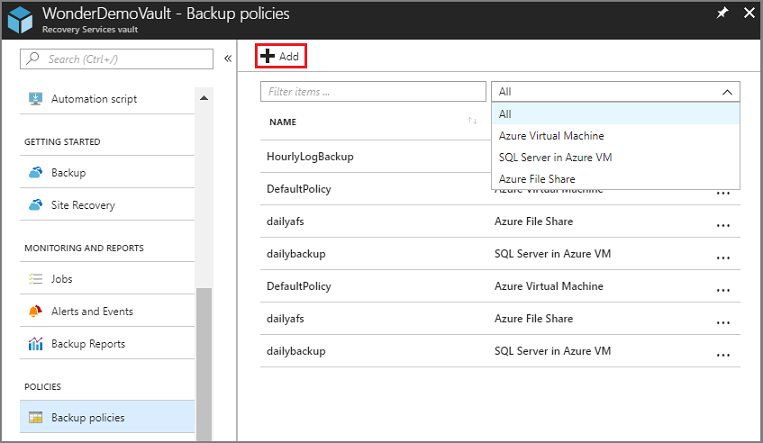 WonderDemoVault - Backup policies
Recovery Services vault
Search (Ctrl+/)
Automation script
GETTING STARTED
Backup
Site Recovery
MONITORING AND REPORTS
Jobs
Alerts and Events
Backup Reports
POLICIES
Backup policies
Add
Filter items ...
All
NAME
All
Azure Virtual Machine
SQL Server in Azure VM
Azure File Share
HourlyLogBackup
DefaultPolicy Azure Virtual Machine ...
dailyafs Azure File Share ...
dailybackup SQL Server in Azure VM ...
DefaultPolicy Azure Virtual Machine ...
dailyafs Azure File Share ...
dailybackup SQL Server in Azure VM ...